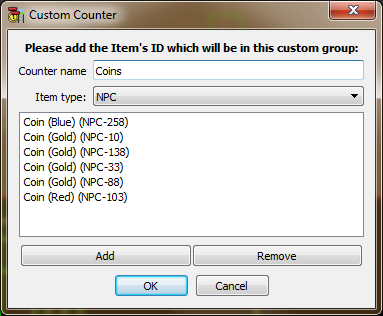 Custom Counter
Please add the Item's ID which will be in this custom group:
Counter name Coins
Item type: NPC
Coin (Blue) (NPC-258)
Coin (Gold) (NPC-10)
Coin (Gold) (NPC-138)
Coin (Gold) (NPC-33)
Coin (Gold) (NPC-88)
Coin (Red) (NPC-103)
Add Remove
OK Cancel